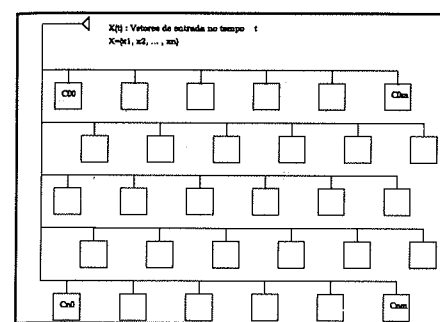 X(t) : Vetores de entrada no tempo t
X={x1, x2, ... , xn}
C00
C0m
Cn0
Cnm